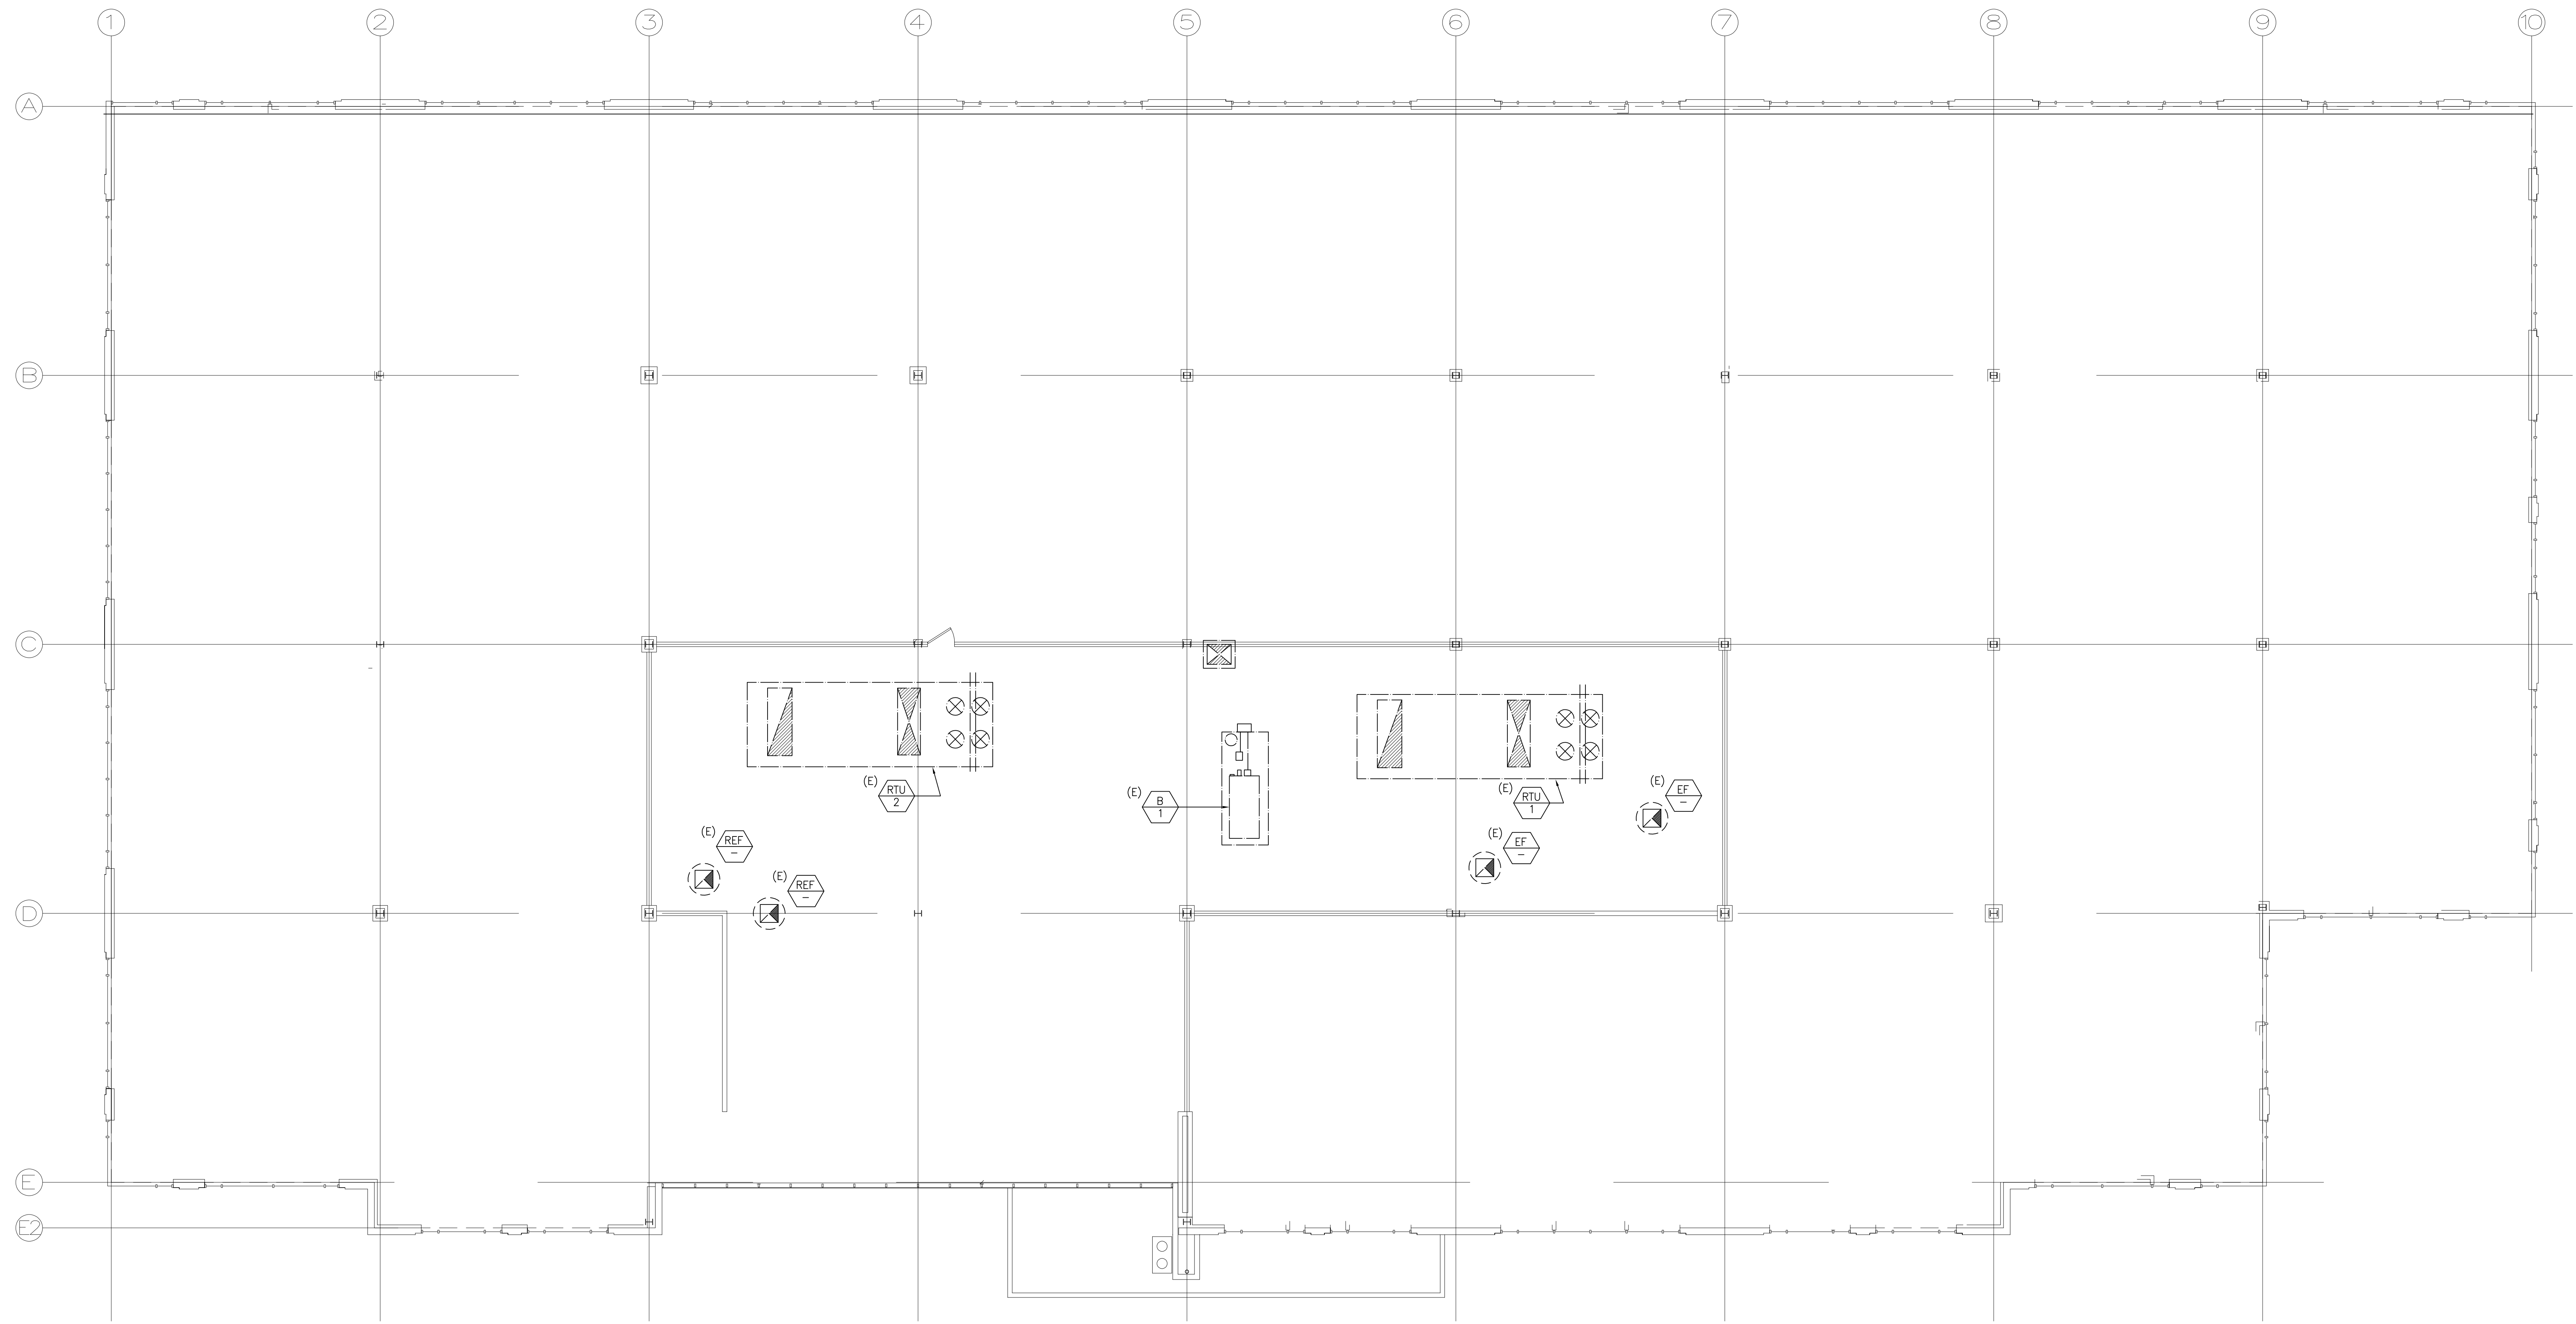 1 2 3 4 5 6 7 8 9 10
A
B
C
(E) RTU
2
(E) B
1
(E) RTU
1
(E) EF
–
(E) REF
–
(E) EF
–
(E) REF
–
D
E
E2